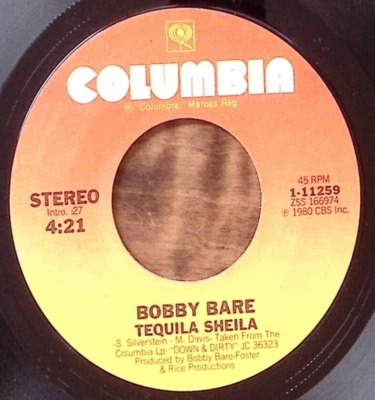 COLUMBIA
® Columbia, Marcas Reg
STEREO
Intro. :27
4:21
45 RPM
1-11259
ZSS 166974
℗ 1980 CBS Inc.
BOBBY BARE
TEQUILA SHEILA
-S. Silverstein - M. Davis- Taken From The
Columbia Lp: "DOWN & DIRTY" JC 36323
Produced by Bobby Bare-Foster
& Rice Productions